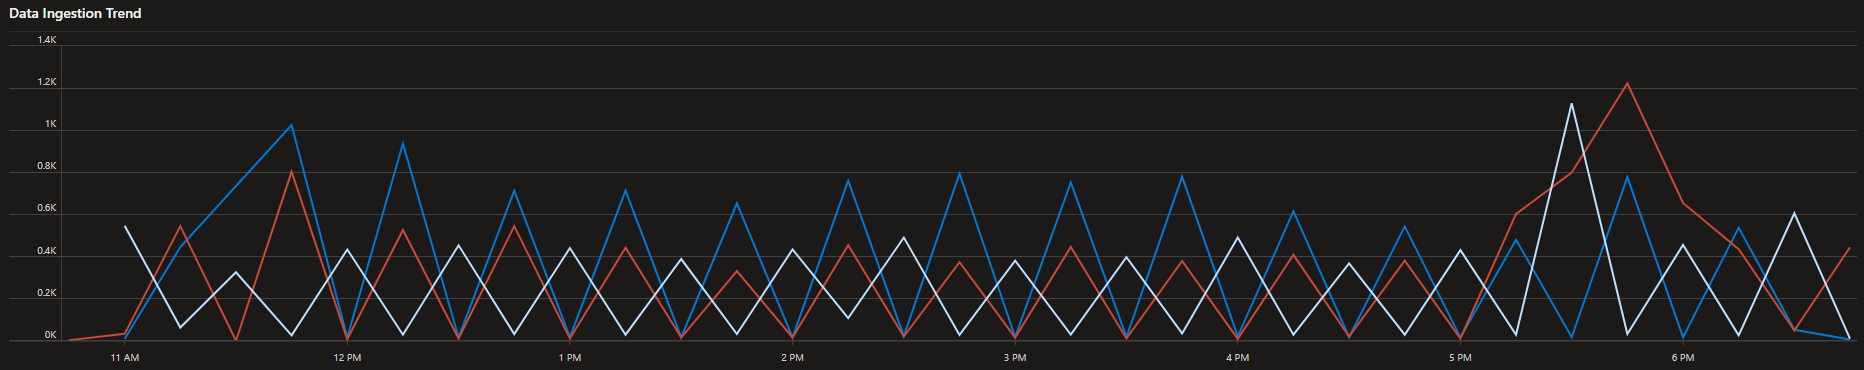 Data Ingestion Trend
1.4K
1.2K
1K
0.8K
0.6K
0.4K
0.2K
0K
11 AM 12 PM 1 PM 2 PM 3 PM 4 PM 5 PM 6 PM